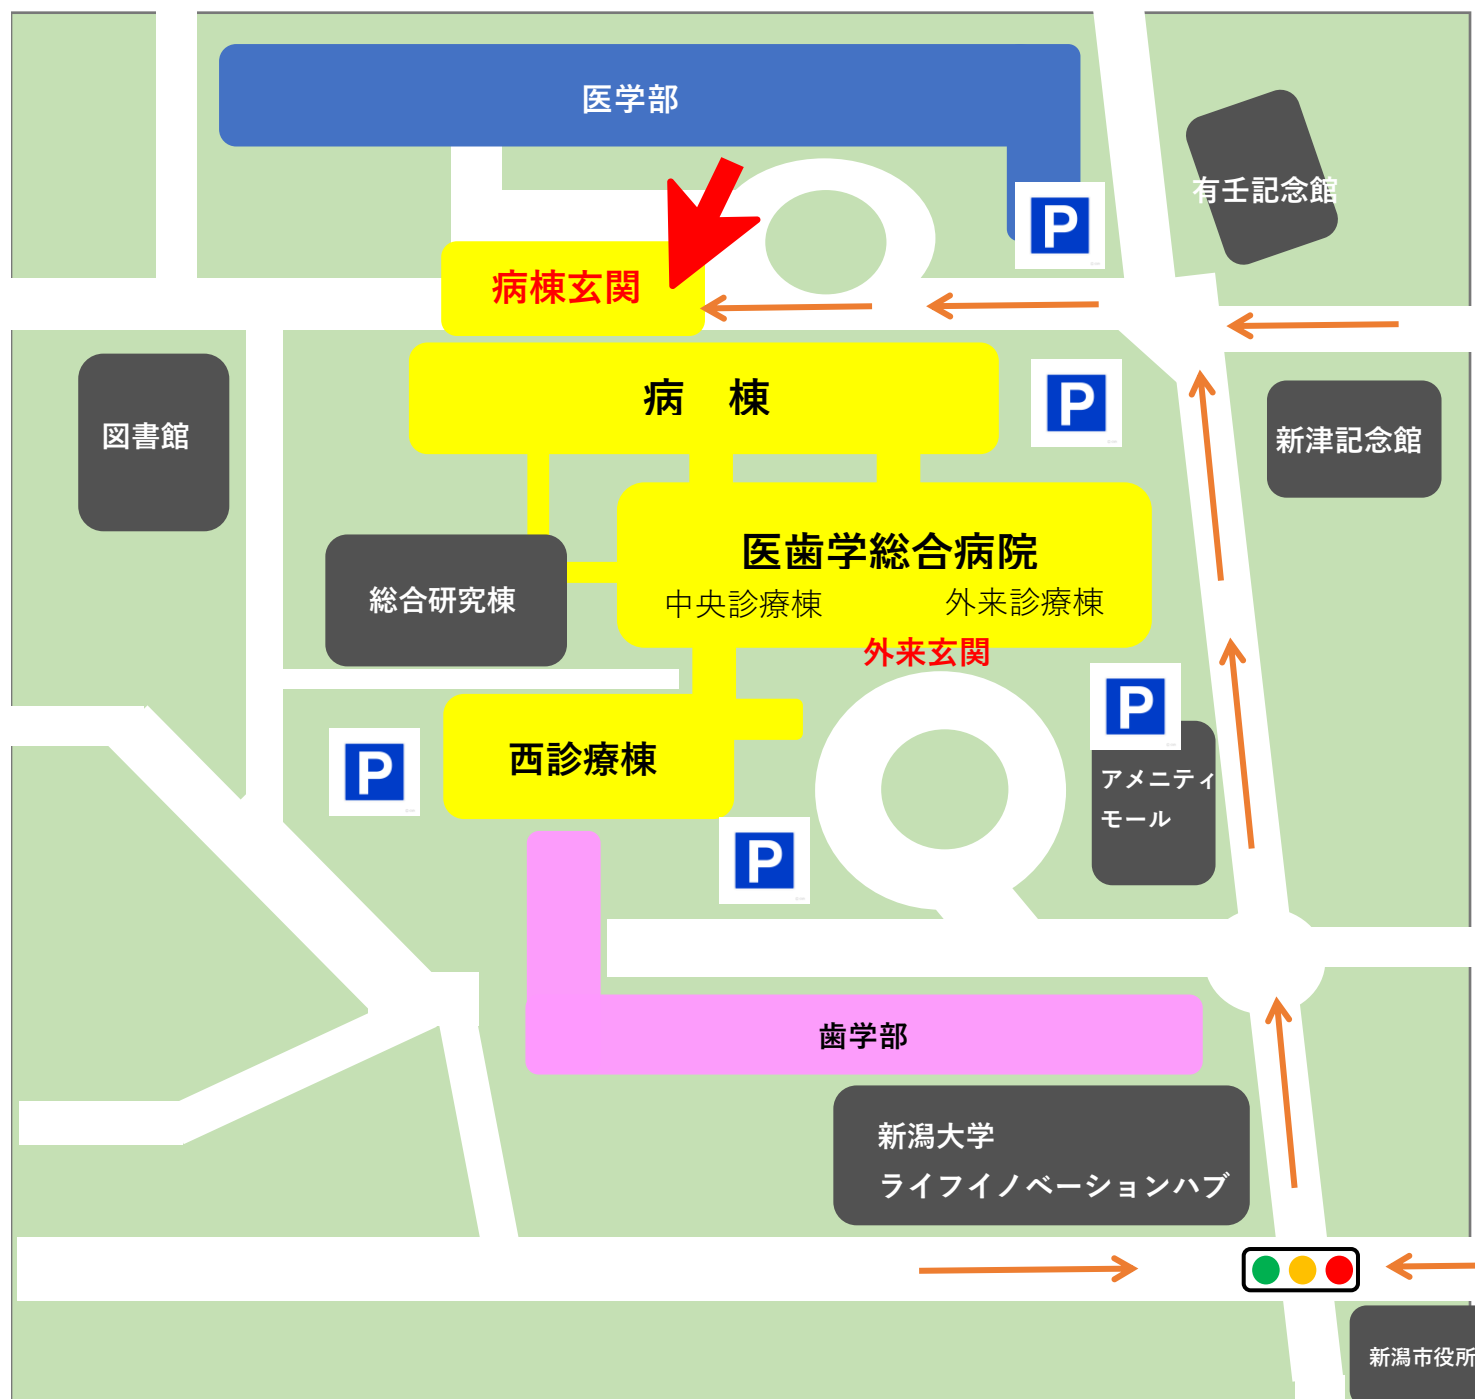 医学部
有壬記念館
P
病棟玄関
病　棟
P
図書館
新津記念館
医歯学総合病院
中央診療棟
外来診療棟
総合研究棟
外来玄関
P
西診療棟
P
アメニティ
モール
P
歯学部
新潟大学
ライフイノベーションハブ
新潟市役所